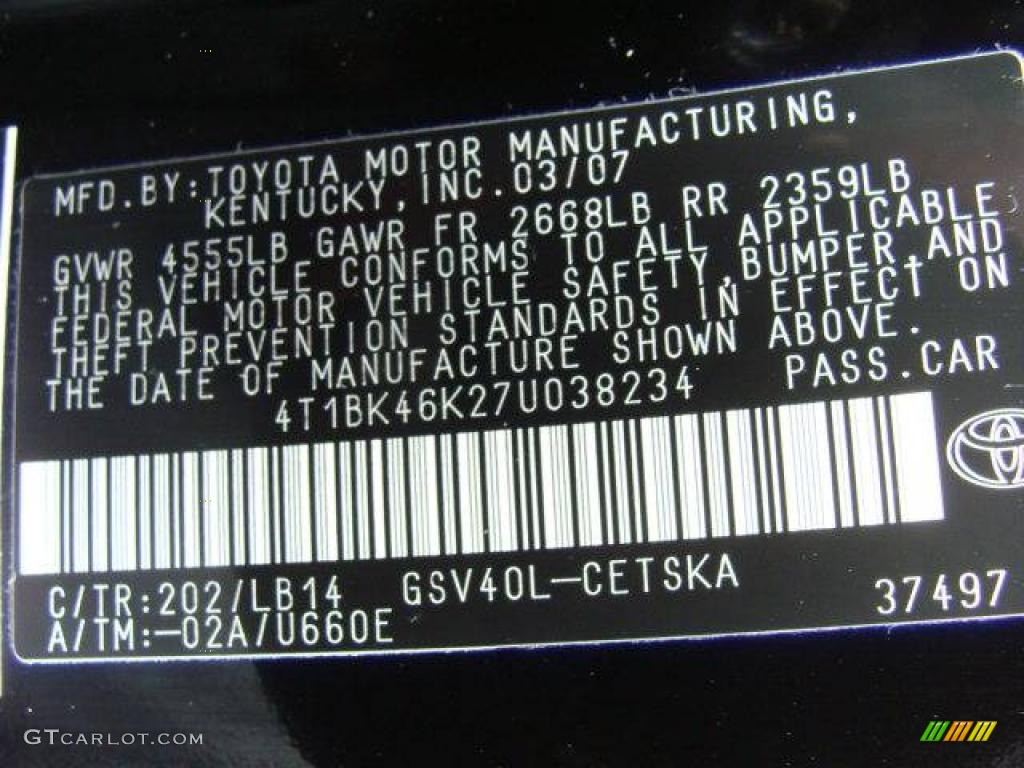 MFD.BY:TOYOTA MOTOR MANUFACTURING,
KENTUCKY, INC. 03/07
GVWR 4555LB GAWR FR 2668LB RR 2359LB
THIS VEHICLE CONFORMS TO ALL APPLICABLE
FEDERAL MOTOR VEHICLE SAFETY,BUMPER,AND
THEFT PREVENTION STANDARDS IN EFFECT ON
THE DATE OF MANUFACTURE SHOWN ABOVE.
4T1BK46K27U038234 PASS.CAR
C/TR:202/LB14 GSV40L-CETSKA
A/TM:-02A/U660E 37497
GTCARLOT.COM